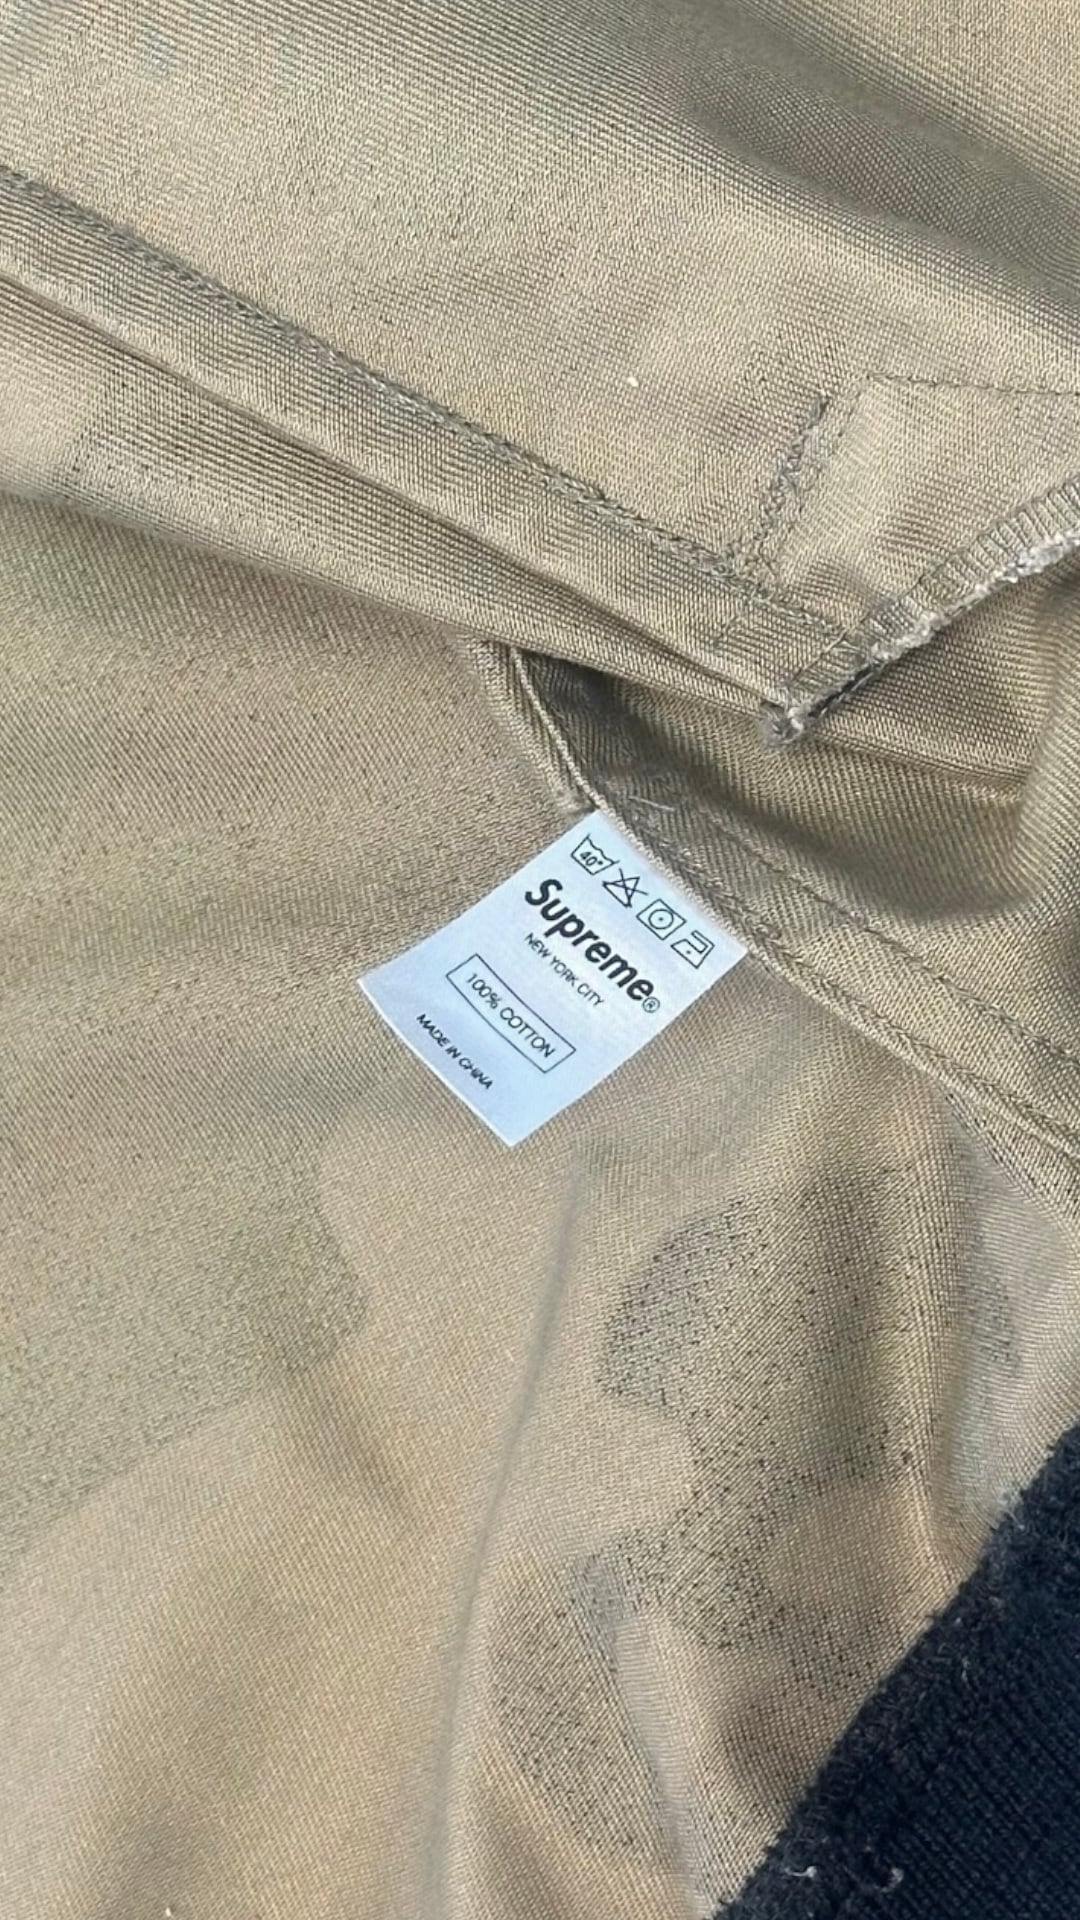 40°
Supreme®
NEW YORK CITY
100% COTTON
MADE IN CHINA